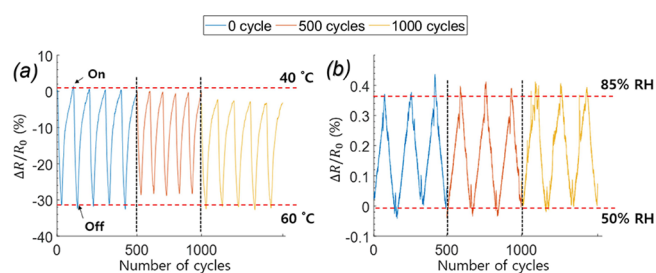 0 cycle 500 cycles 1000 cycles
(a)
On
40 °C
0
-10
-20
-30
-40
ΔR/R0 (%)
Off
60 °C
0 500 1000
Number of cycles
(b)
85% RH
0.4
0.3
0.2
0.1
0
-0.1
ΔR/R0 (%)
50% RH
0 500 1000
Number of cycles